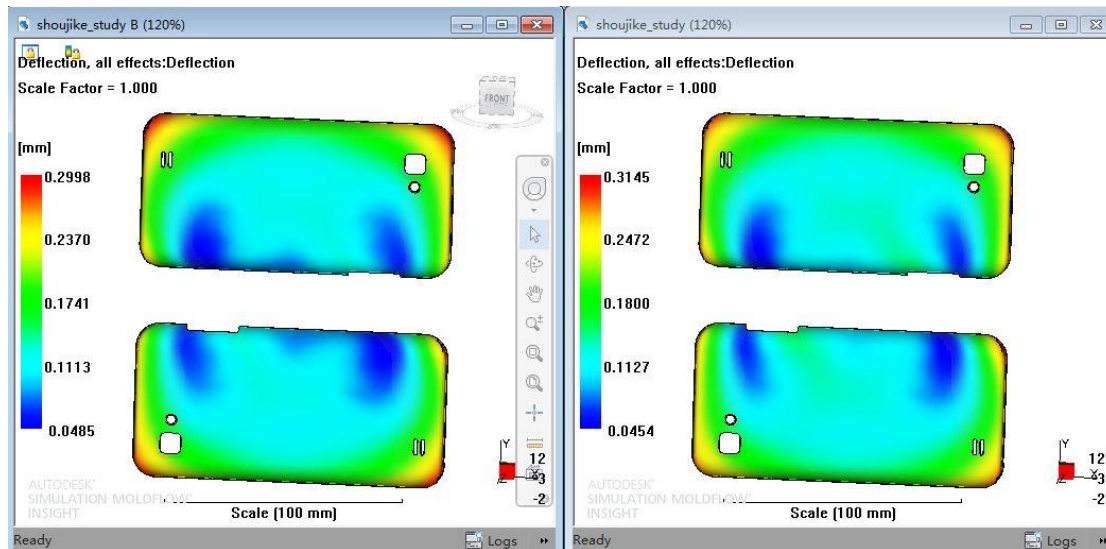 shoujike_study B (120%)
Deflection, all effects:Deflection
Scale Factor = 1.000
FRONT
[mm]
0.2998
0.2370
0.1741
0.1113
0.0485
Y
X
12
-3
-2
AUTODESK
SIMULATION MOLDFLOW
INSIGHT
Scale (100 mm)
Ready
Logs
shoujike_study (120%)
Deflection, all effects:Deflection
Scale Factor = 1.000
[mm]
0.3145
0.2472
0.1800
0.1127
0.0454
Y
X
12
-3
-2
AUTODESK
SIMULATION MOLDFLOW
INSIGHT
Scale (100 mm)
Ready
Logs